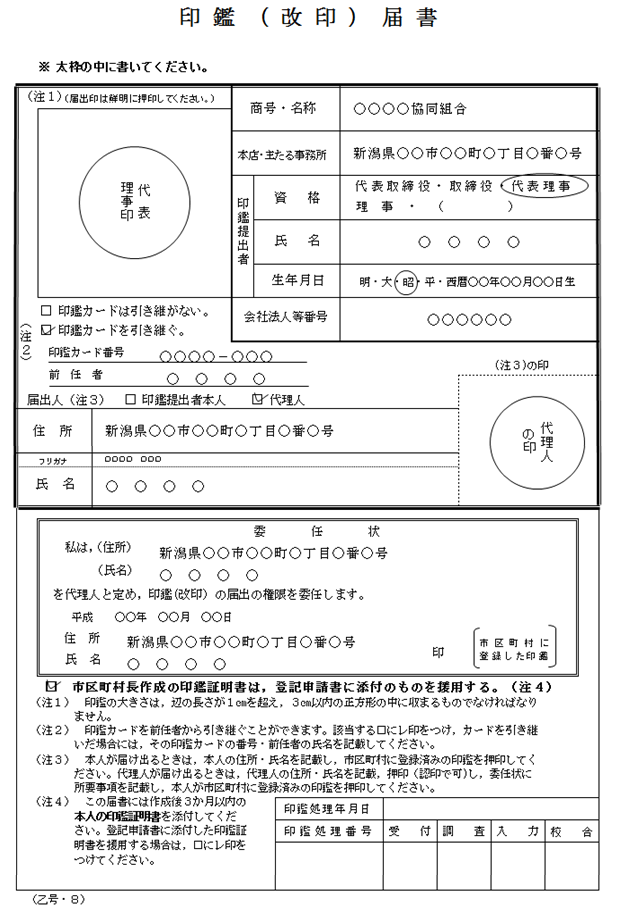 印鑑（改印）届書
※ 太枠の中に書いてください。
（注１）（届出印は鮮明に押印してください。）
代表理事印
商号・名称 ○○○○協同組合
本店・主たる事務所 新潟県○○市○○町○丁目○番○号
印鑑提出者
資格 代表取締役・取締役・代表理事
理事・（　　　）
氏名 ○ ○ ○ ○
生年月日 明・大・昭・平・西暦○○年○○月○○日生
会社法人等番号 ○○○○○○
（注２）
□ 印鑑カードは引き継がない。
☑ 印鑑カードを引き継ぐ。
印鑑カード番号 ○○○○－○○○
前任者 ○ ○ ○ ○
（注３）の印
代理人の印
届出人（注３） □ 印鑑提出者本人 ☑ 代理人
住所 新潟県○○市○○町○丁目○番○号
フリガナ ○○○○ ○○○
氏名 ○ ○ ○ ○
委任状
私は，（住所） 新潟県○○市○○町○丁目○番○号
（氏名） ○ ○ ○ ○
を代理人と定め，印鑑（改印）の届出の権限を委任します。
平成 ○○年 ○○月 ○○日
住所 新潟県○○市○○町○丁目○番○号
氏名 ○ ○ ○ ○ 印
市区町村に
登録した印鑑
☑ 市区町村長作成の印鑑証明書は，登記申請書に添付のものを援用する。（注４）
（注１） 印鑑の大きさは，辺の長さが１㎝を超え，３㎝以内の正方形の中に収まるものでなければなり
ません。
（注２） 印鑑カードを前任者から引き継ぐことができます。該当する□にレ印をつけ，カードを引き継
いだ場合には，その印鑑カードの番号・前任者の氏名を記載してください。
（注３） 本人が届け出るときは，本人の住所・氏名を記載し，市区町村に登録済みの印鑑を押印してく
ださい。代理人が届け出るときは，代理人の住所・氏名を記載，押印（認印で可）し，委任状に
所要事項を記載し，本人が市区町村に登録済みの印鑑を押印してください。
（注４） この届書には作成後３か月以内の
本人の印鑑証明書を添付してくだ
さい。登記申請書に添付した印鑑証
明書を援用する場合は，□にレ印を
つけてください。
印鑑処理年月日
印鑑処理番号 受付 調査 入力 校合
（乙号・８）